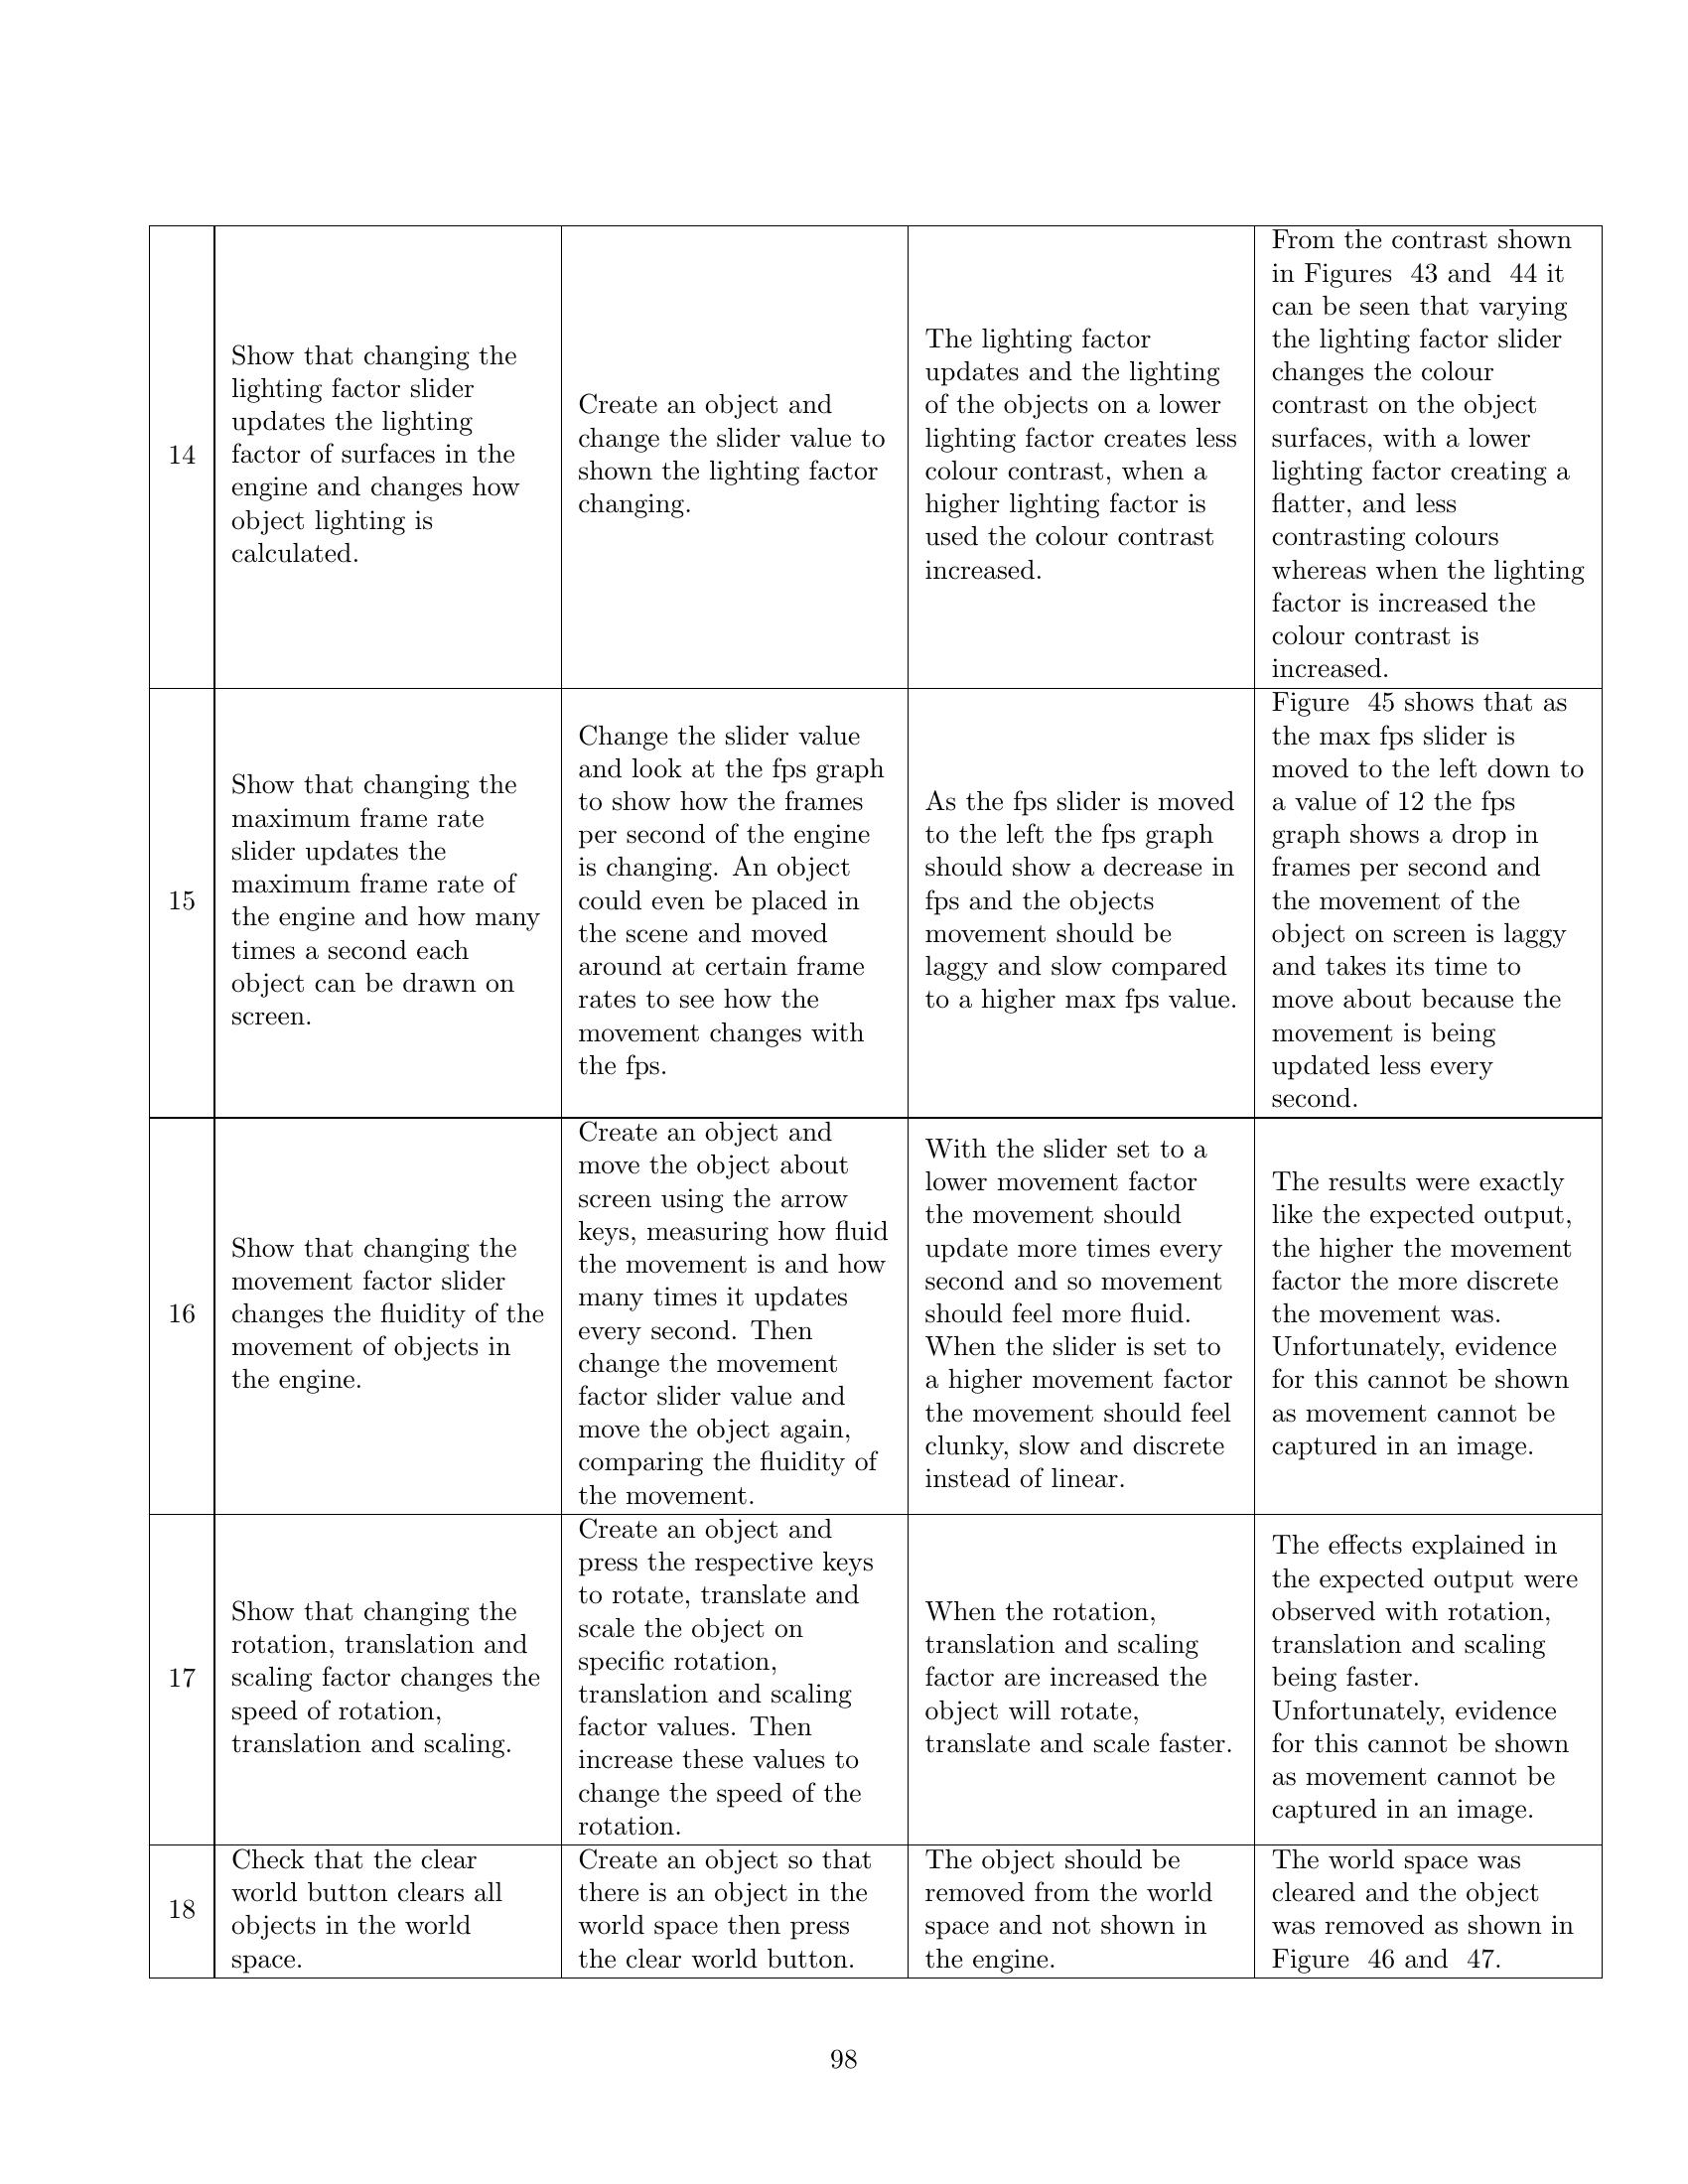 14
Show that changing the
lighting factor slider
updates the lighting
factor of surfaces in the
engine and changes how
object lighting is
calculated.
Create an object and
change the slider value to
shown the lighting factor
changing.
The lighting factor
updates and the lighting
of the objects on a lower
lighting factor creates less
colour contrast, when a
higher lighting factor is
used the colour contrast
increased.
From the contrast shown
in Figures 43 and 44 it
can be seen that varying
the lighting factor slider
changes the colour
contrast on the object
surfaces, with a lower
lighting factor creating a
flatter, and less
contrasting colours
whereas when the lighting
factor is increased the
colour contrast is
increased.
15
Show that changing the
maximum frame rate
slider updates the
maximum frame rate of
the engine and how many
times a second each
object can be drawn on
screen.
Change the slider value
and look at the fps graph
to show how the frames
per second of the engine
is changing. An object
could even be placed in
the scene and moved
around at certain frame
rates to see how the
movement changes with
the fps.
As the fps slider is moved
to the left the fps graph
should show a decrease in
fps and the objects
movement should be
laggy and slow compared
to a higher max fps value.
Figure 45 shows that as
the max fps slider is
moved to the left down to
a value of 12 the fps
graph shows a drop in
frames per second and
the movement of the
object on screen is laggy
and takes its time to
move about because the
movement is being
updated less every
second.
16
Show that changing the
movement factor slider
changes the fluidity of the
movement of objects in
the engine.
Create an object and
move the object about
screen using the arrow
keys, measuring how fluid
the movement is and how
many times it updates
every second. Then
change the movement
factor slider value and
move the object again,
comparing the fluidity of
the movement.
With the slider set to a
lower movement factor
the movement should
update more times every
second and so movement
should feel more fluid.
When the slider is set to
a higher movement factor
the movement should feel
clunky, slow and discrete
instead of linear.
The results were exactly
like the expected output,
the higher the movement
factor the more discrete
the movement was.
Unfortunately, evidence
for this cannot be shown
as movement cannot be
captured in an image.
17
Show that changing the
rotation, translation and
scaling factor changes the
speed of rotation,
translation and scaling.
Create an object and
press the respective keys
to rotate, translate and
scale the object on
specific rotation,
translation and scaling
factor values. Then
increase these values to
change the speed of the
rotation.
When the rotation,
translation and scaling
factor are increased the
object will rotate,
translate and scale faster.
The effects explained in
the expected output were
observed with rotation,
translation and scaling
being faster.
Unfortunately, evidence
for this cannot be shown
as movement cannot be
captured in an image.
18
Check that the clear
world button clears all
objects in the world
space.
Create an object so that
there is an object in the
world space then press
the clear world button.
The object should be
removed from the world
space and not shown in
the engine.
The world space was
cleared and the object
was removed as shown in
Figure 46 and 47.
98